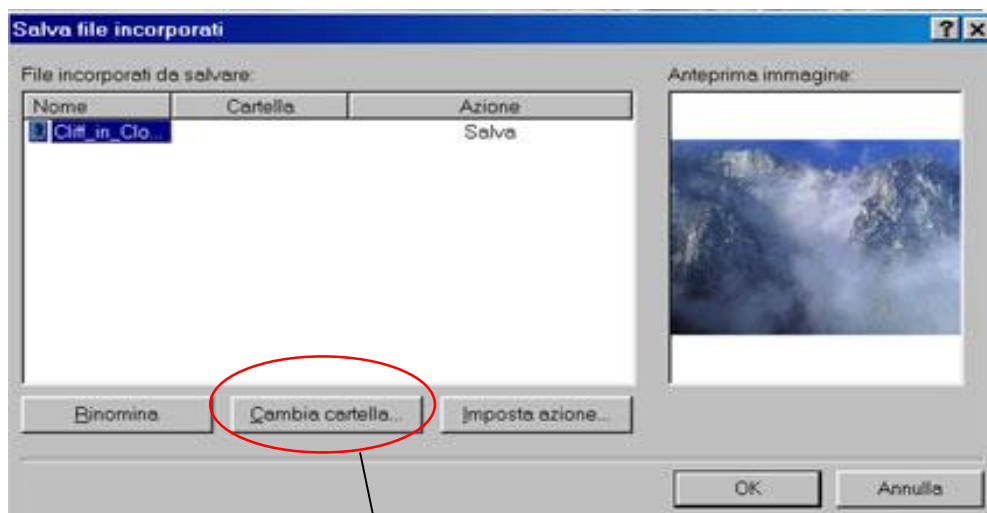 Salva file incorporati
File incorporati da salvare:
Anteprima immagine:
Nome Cartella Azione
Cliff_in_Clo... Salva
Rinomina Cambia cartella... Imposta azione...
OK Annulla